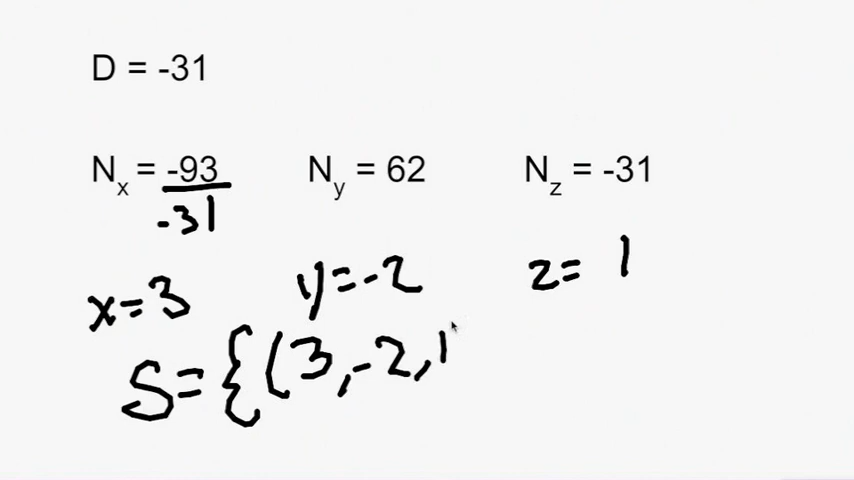 D = -31
Nx = -93 Ny = 62 Nz = -31
-31
x=3 y=-2 z= 1
S={(3,-2,1